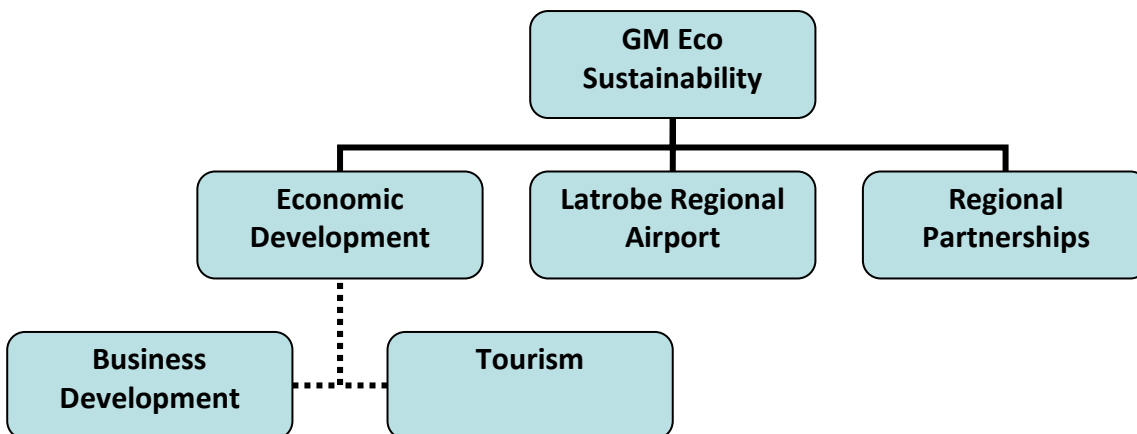 GM Eco
Sustainability
Economic
Development
Latrobe Regional
Airport
Regional
Partnerships
Business
Development
Tourism